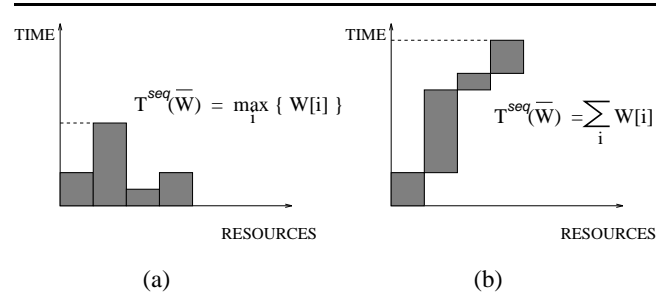 TIME
T^seq(W̅) = max_i { W[i] }
RESOURCES
(a)
TIME
T^seq(W̅) = ∑_i W[i]
RESOURCES
(b)